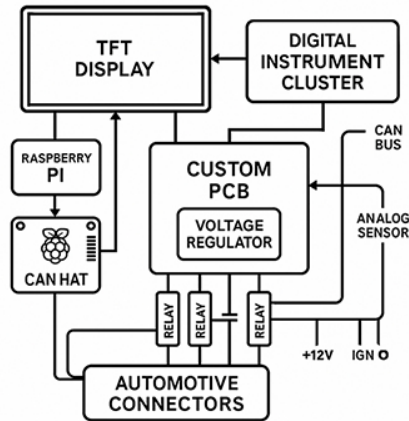 TFT
DISPLAY
DIGITAL
INSTRUMENT
CLUSTER
RASPBERRY
PI
CAN HAT
CUSTOM
PCB
VOLTAGE
REGULATOR
CAN
BUS
ANALOG
SENSOR
RELAY
RELAY
RELAY
+12V
IGN
AUTOMOTIVE
CONNECTORS